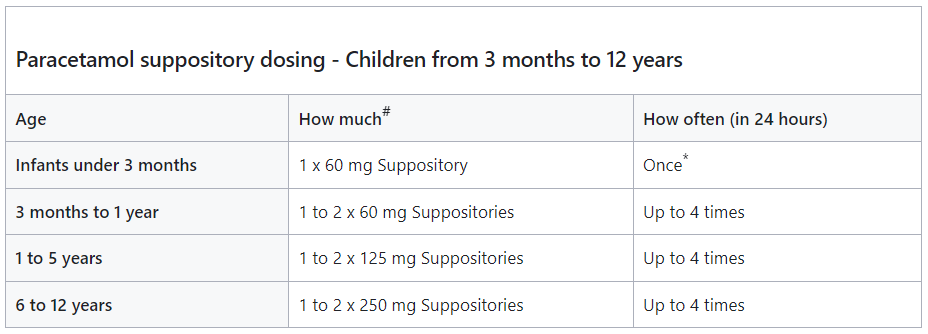 Paracetamol suppository dosing - Children from 3 months to 12 years
Age How much# How often (in 24 hours)
Infants under 3 months 1 x 60 mg Suppository Once*
3 months to 1 year 1 to 2 x 60 mg Suppositories Up to 4 times
1 to 5 years 1 to 2 x 125 mg Suppositories Up to 4 times
6 to 12 years 1 to 2 x 250 mg Suppositories Up to 4 times